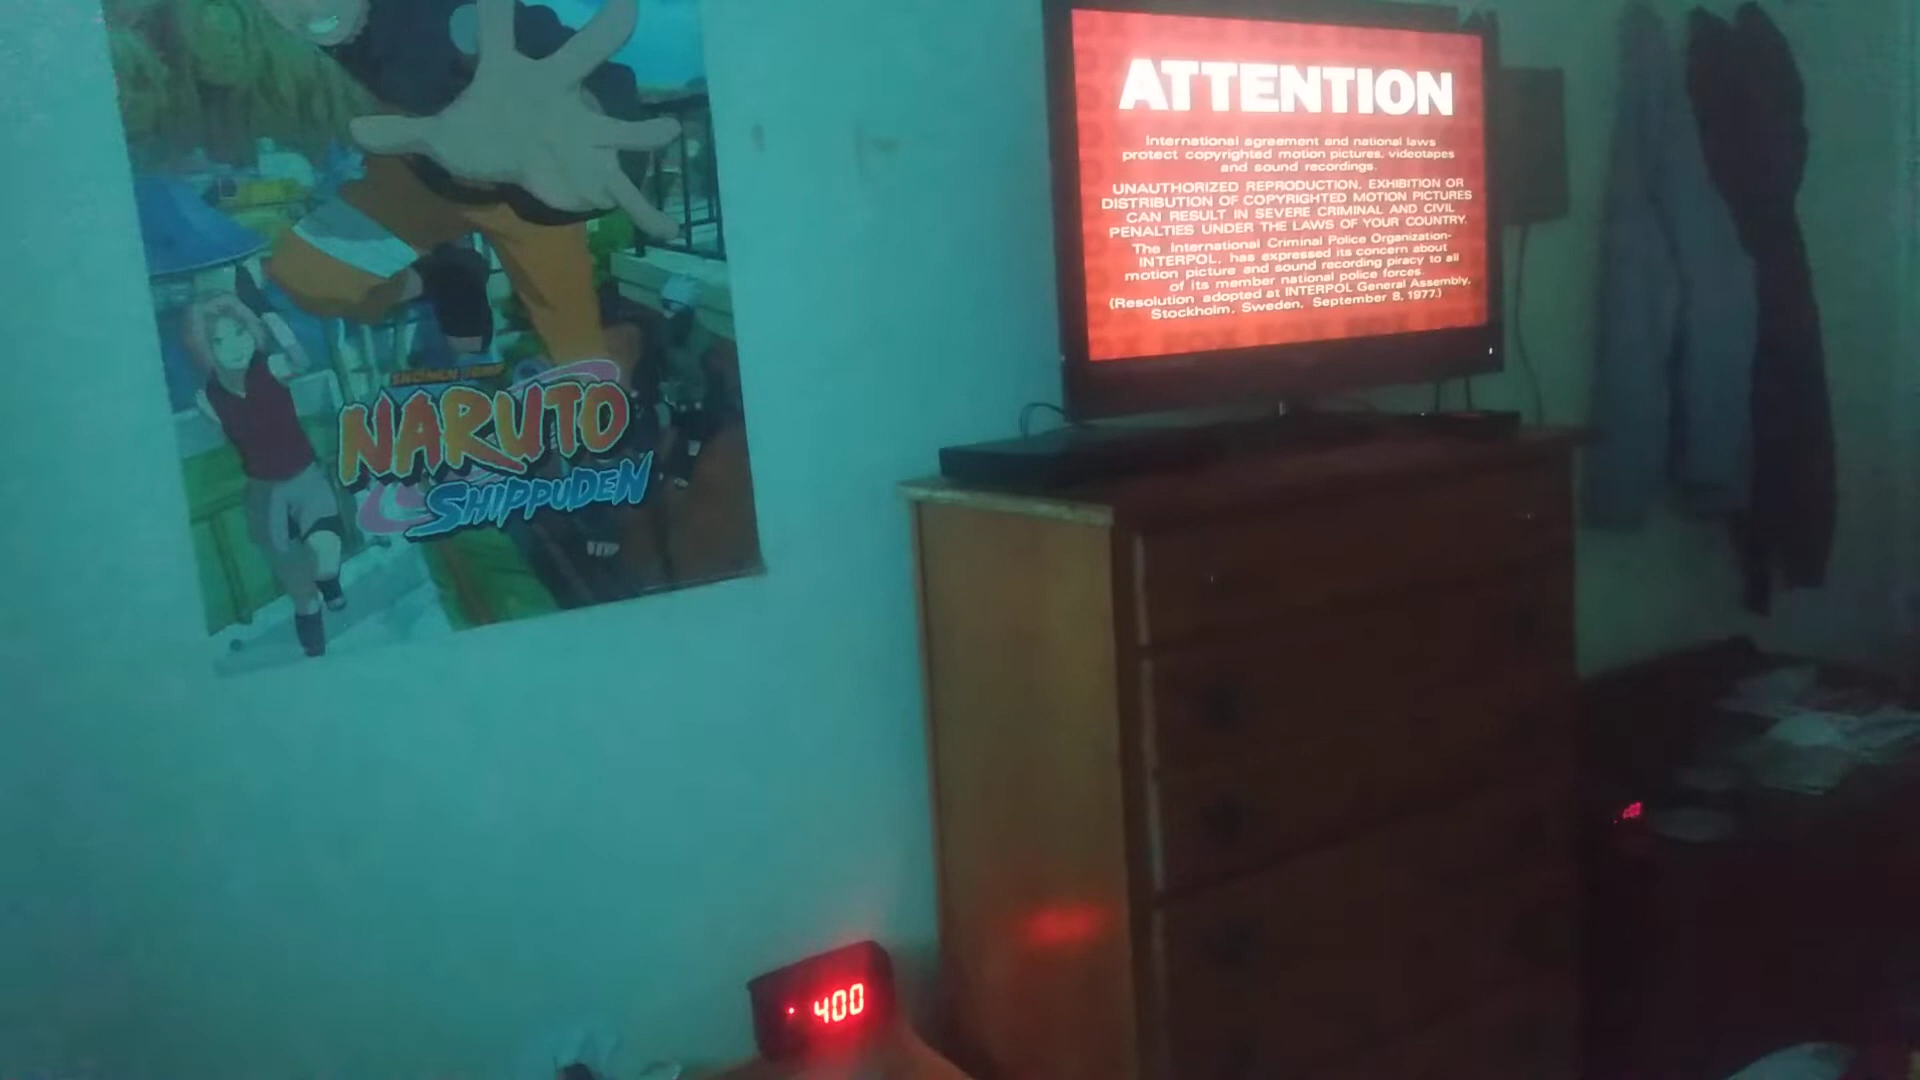 SHONEN JUMP
NARUTO
SHIPPUDEN
ATTENTION
International agreement and national laws
protect copyrighted motion pictures, videotapes
and sound recordings.
UNAUTHORIZED REPRODUCTION, EXHIBITION OR
DISTRIBUTION OF COPYRIGHTED MOTION PICTURES
CAN RESULT IN SEVERE CRIMINAL AND CIVIL
PENALTIES UNDER THE LAWS OF YOUR COUNTRY.
The International Criminal Police Organization-
INTERPOL, has expressed its concern about
motion picture and sound recording piracy to all
of its member national police forces.
(Resolution adopted at INTERPOL General Assembly,
Stockholm, Sweden, September 8, 1977.)
400